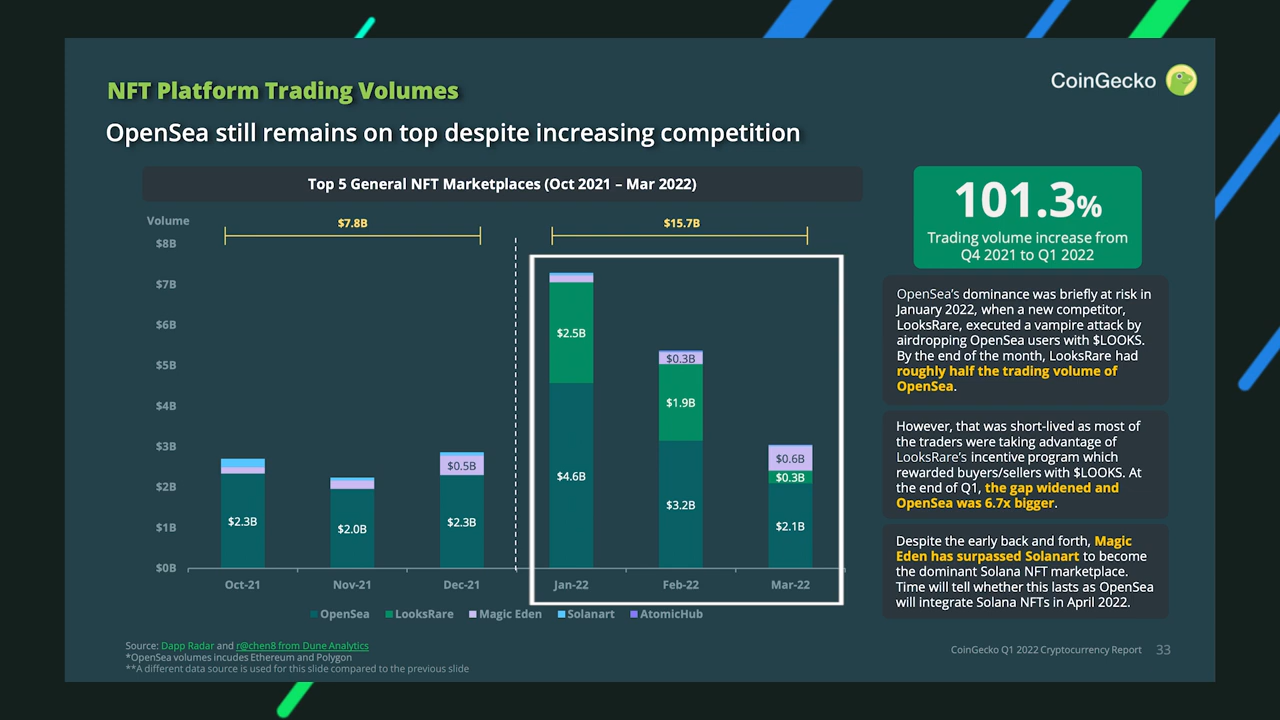 CoinGecko
NFT Platform Trading Volumes
OpenSea still remains on top despite increasing competition
Top 5 General NFT Marketplaces (Oct 2021 – Mar 2022)
Volume
$7.8B
$15.7B
$8B
$7B
$6B
$5B
$4B
$3B
$2B
$1B
$0B
$2.3B
$2.0B
$0.5B
$2.3B
$2.5B
$4.6B
$0.3B
$1.9B
$3.2B
$0.6B
$0.3B
$2.1B
Oct-21 Nov-21 Dec-21 Jan-22 Feb-22 Mar-22
OpenSea LooksRare Magic Eden Solanart AtomicHub
101.3%
Trading volume increase from
Q4 2021 to Q1 2022
OpenSea's dominance was briefly at risk in
January 2022, when a new competitor,
LooksRare, executed a vampire attack by
airdropping OpenSea users with $LOOKS.
By the end of the month, LooksRare had
roughly half the trading volume of
OpenSea.
However, that was short-lived as most of
the traders were taking advantage of
LooksRare's incentive program which
rewarded buyers/sellers with $LOOKS. At
the end of Q1, the gap widened and
OpenSea was 6.7x bigger.
Despite the early back and forth, Magic
Eden has surpassed Solanart to become
the dominant Solana NFT marketplace.
Time will tell whether this lasts as OpenSea
will integrate Solana NFTs in April 2022.
Source: Dapp Radar and r@chen8 from Dune Analytics
*OpenSea volumes incudes Ethereum and Polygon
**A different data source is used for this slide compared to the previous slide
CoinGecko Q1 2022 Cryptocurrency Report 33